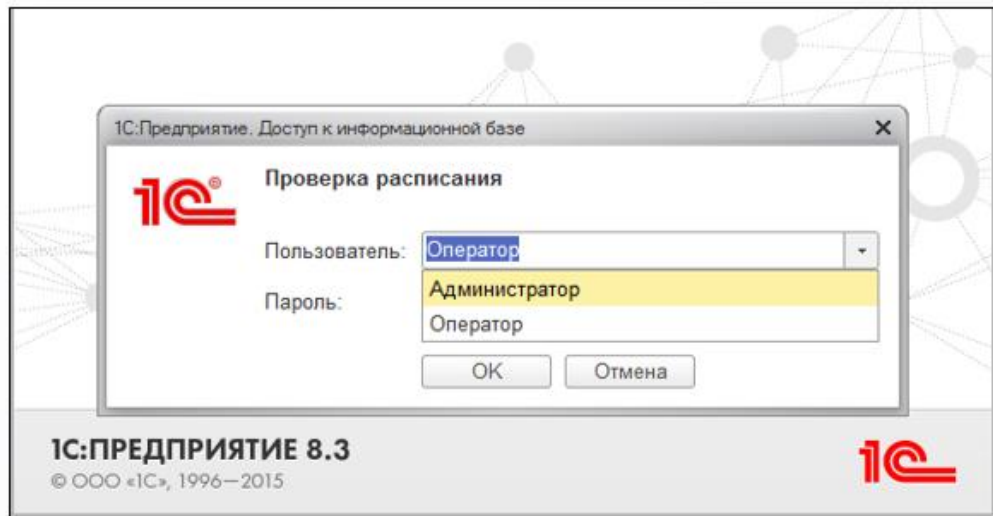 1С:Предприятие. Доступ к информационной базе
1С®
Проверка расписания
Пользователь: Оператор
Администратор
Пароль:
Оператор
OK Отмена
1С:ПРЕДПРИЯТИЕ 8.3
© ООО «1С», 1996—2015
1С